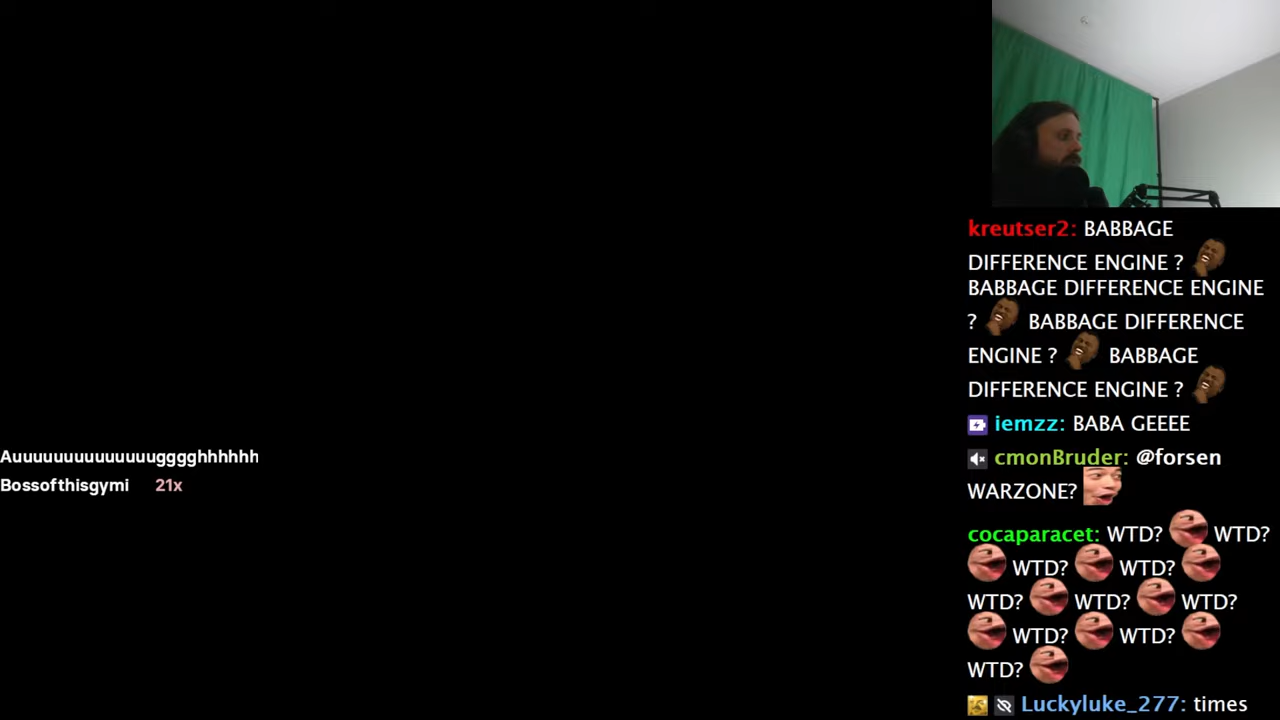 kreutser2: BABBAGE
DIFFERENCE ENGINE ?
BABBAGE DIFFERENCE ENGINE
? BABBAGE DIFFERENCE
ENGINE ? BABBAGE
DIFFERENCE ENGINE ?
iemzz: BABA GEEEE
cmonBruder: @forsen
WARZONE?
cocaparacet: WTD? WTD?
WTD? WTD?
WTD? WTD? WTD?
WTD? WTD?
WTD?
Luckyluke_277: times
Auuuuuuuuuuuuuugggghhhhhh
Bossofthisgymi 21x